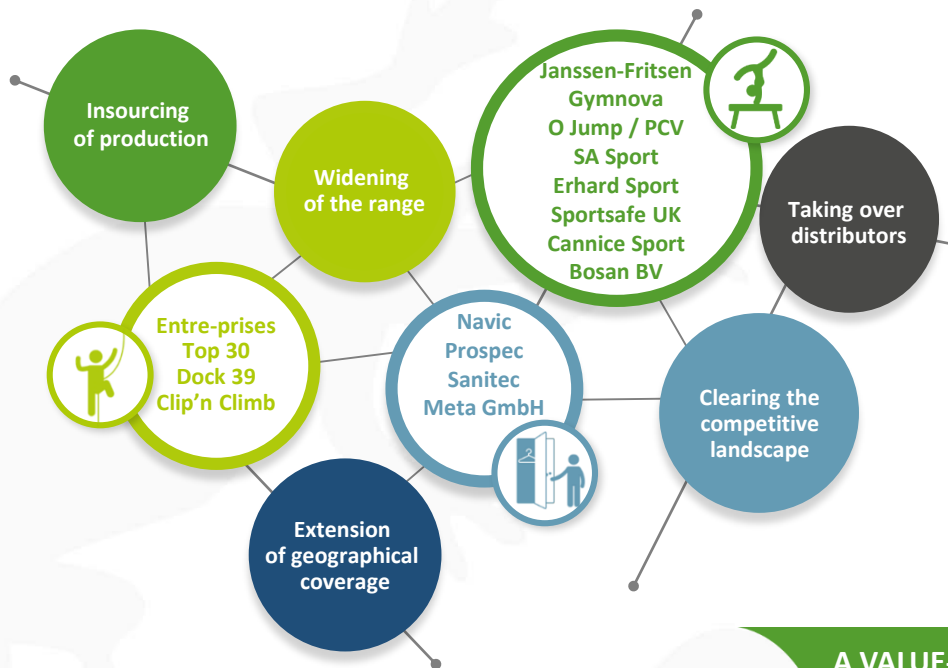 Insourcing
of production
Widening
of the range
Janssen-Fritsen
Gymnova
O Jump / PCV
SA Sport
Erhard Sport
Sportsafe UK
Cannice Sport
Bosan BV
Taking over
distributors
Entre-prises
Top 30
Dock 39
Clip’n Climb
Navic
Prospec
Sanitec
Meta GmbH
Clearing the
competitive
landscape
Extension
of geographical
coverage
A VALUE